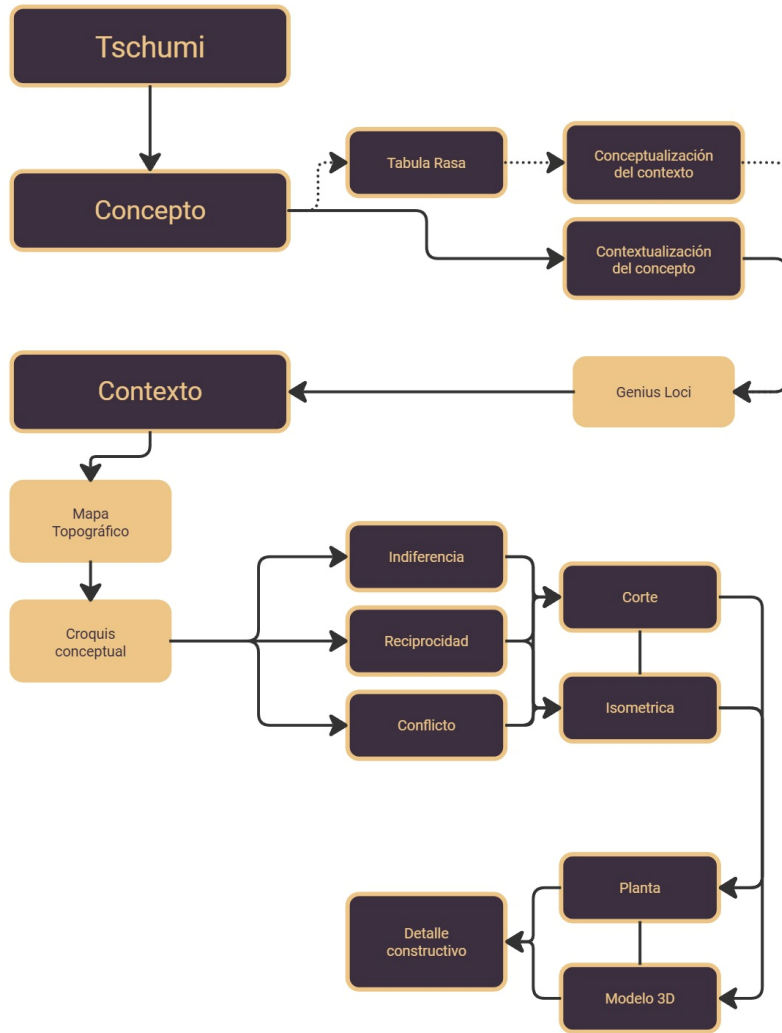 Tschumi
Concepto
Tabula Rasa
Conceptualización
del contexto
Contextualización
del concepto
Contexto
Genius Loci
Mapa
Topográfico
Croquis
conceptual
Indiferencia
Reciprocidad
Conflicto
Corte
Isometrica
Planta
Detalle
constructivo
Modelo 3D